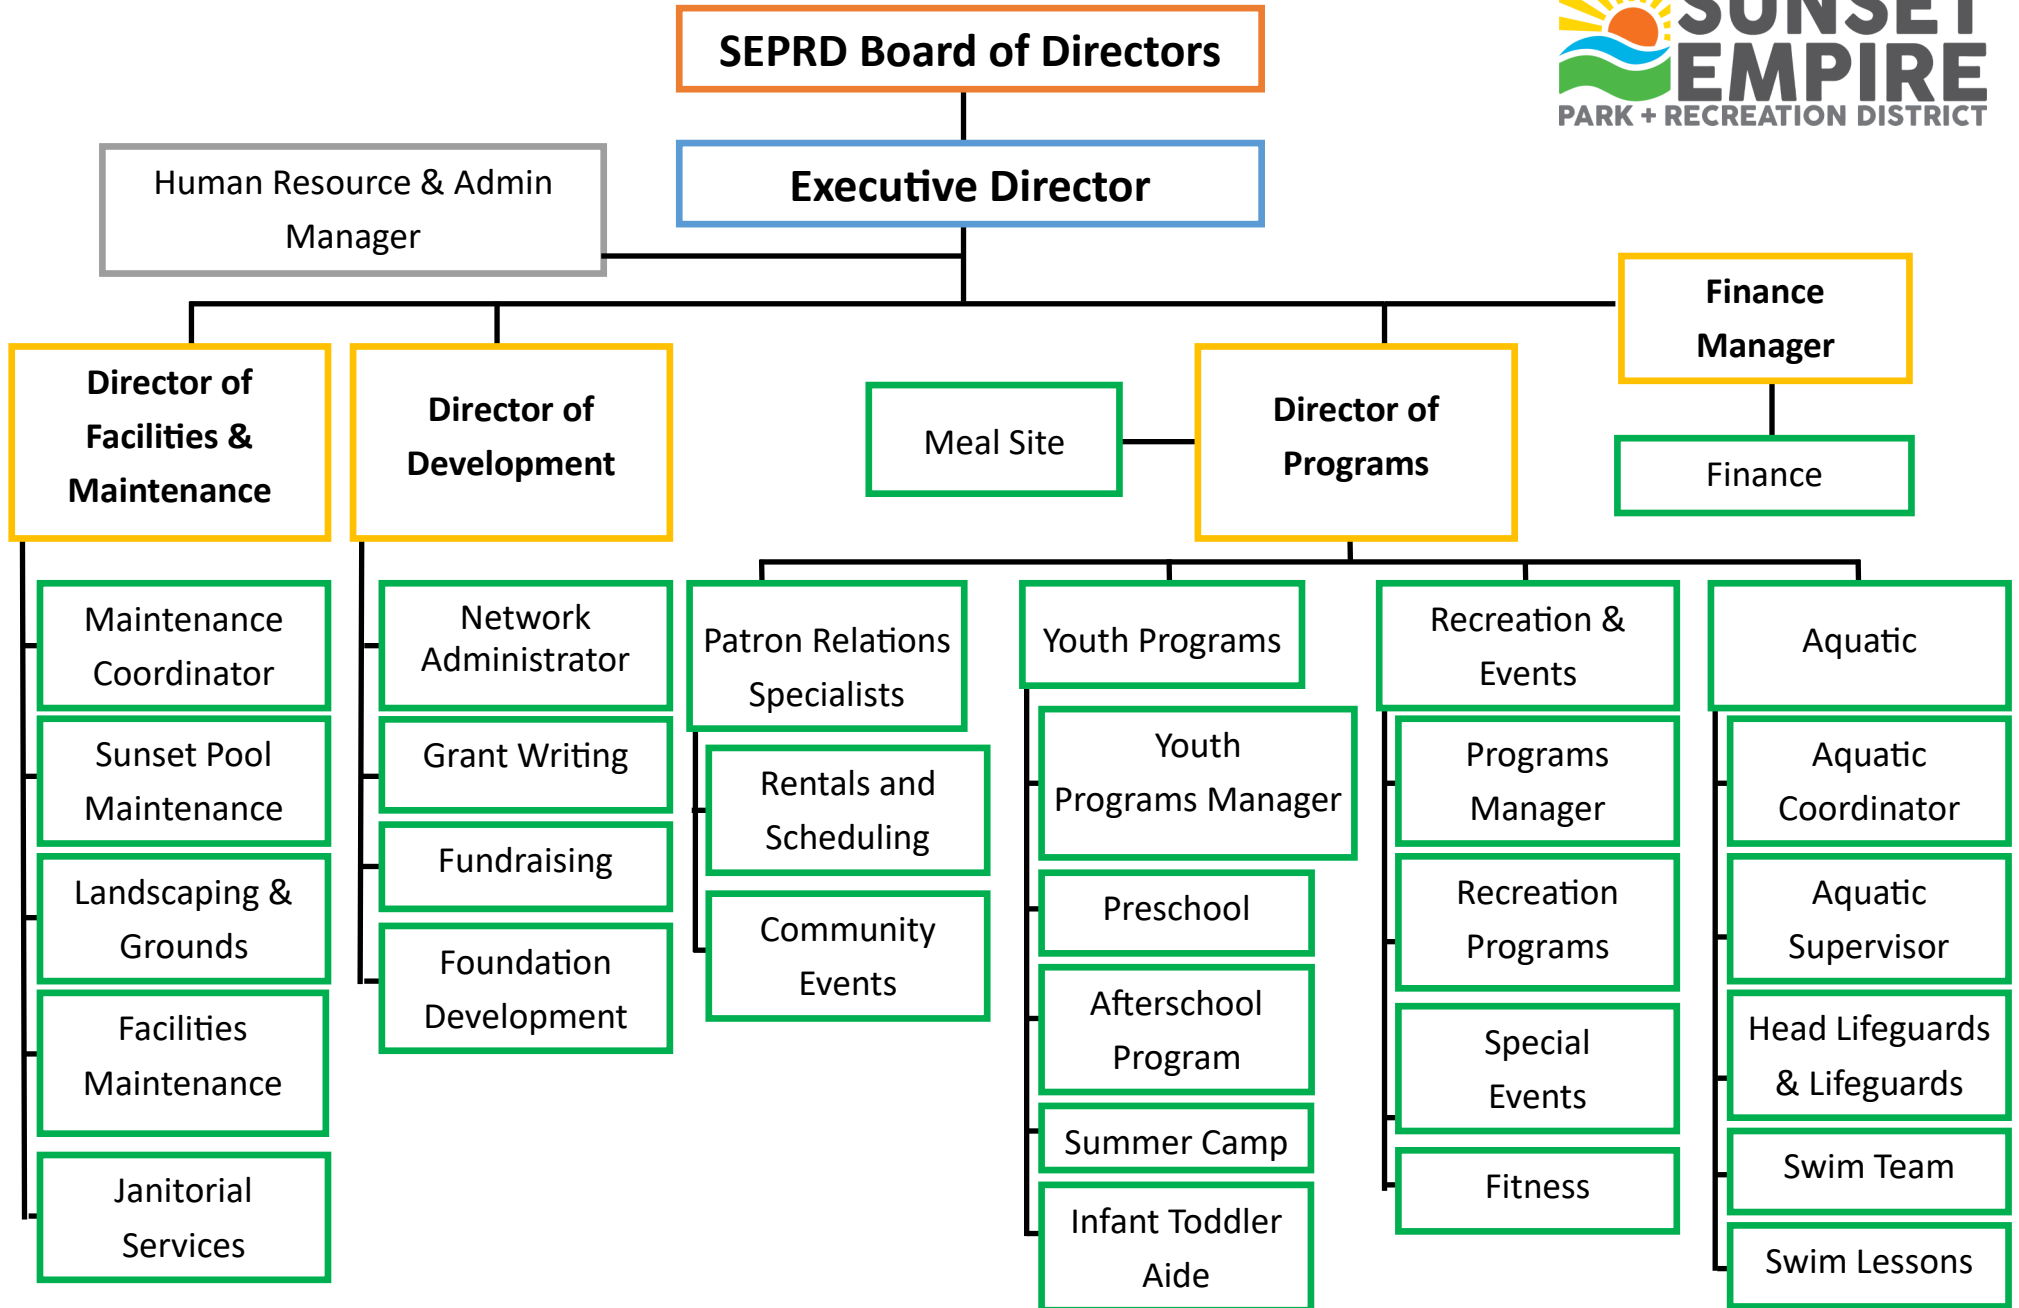 SUNSET
EMPIRE
PARK + RECREATION DISTRICT
SEPRD Board of Directors
Executive Director
Human Resource & Admin
Manager
Finance
Manager
Finance
Director of
Facilities &
Maintenance
Director of
Development
Meal Site
Director of
Programs
Maintenance
Coordinator
Sunset Pool
Maintenance
Landscaping &
Grounds
Facilities
Maintenance
Janitorial
Services
Network
Administrator
Grant Writing
Fundraising
Foundation
Development
Patron Relations
Specialists
Rentals and
Scheduling
Community
Events
Youth Programs
Youth
Programs Manager
Preschool
Afterschool
Program
Summer Camp
Infant Toddler
Aide
Recreation &
Events
Programs
Manager
Recreation
Programs
Special
Events
Fitness
Aquatic
Aquatic
Coordinator
Aquatic
Supervisor
Head Lifeguards
& Lifeguards
Swim Team
Swim Lessons